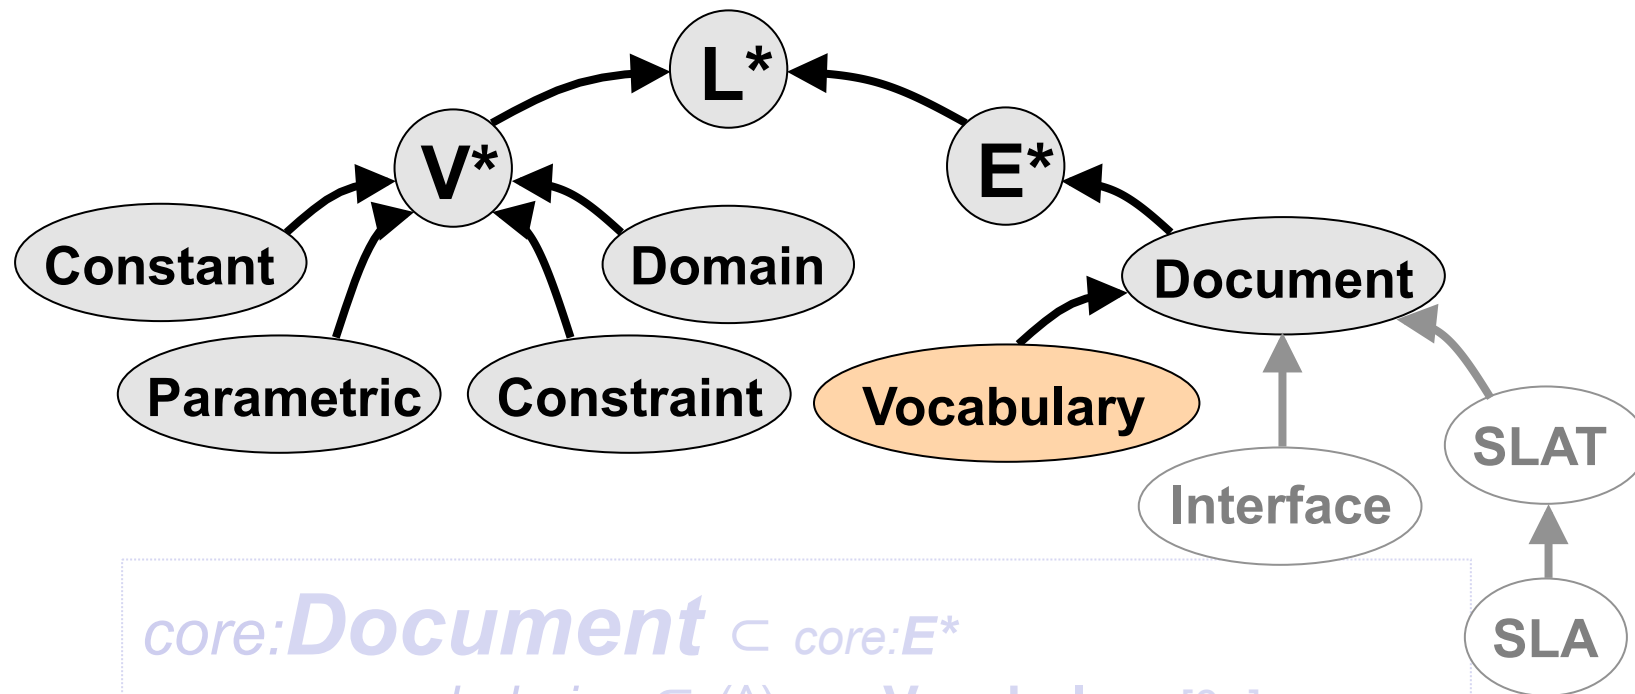 L*
V*
E*
Constant
Domain
Document
Parametric
Constraint
Vocabulary
SLAT
Interface
core:Document ⊂ core:E*
SLA